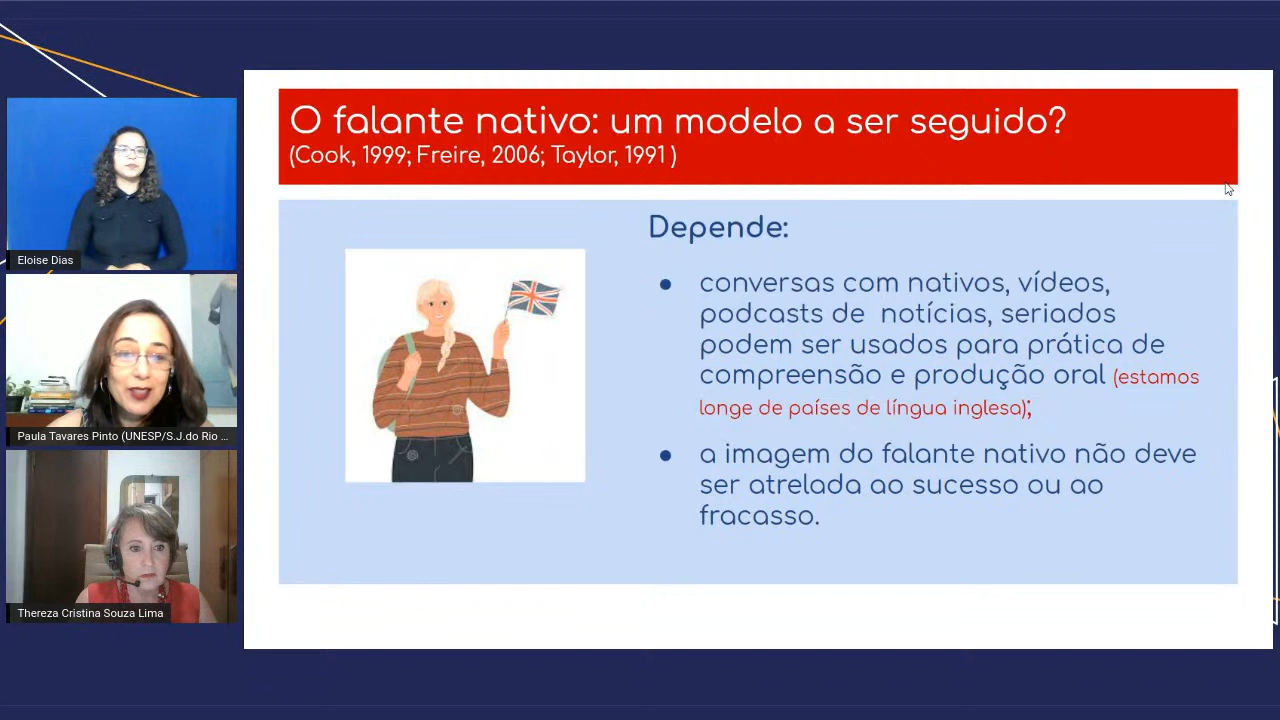 O falante nativo: um modelo a ser seguido?
(Cook, 1999; Freire, 2006; Taylor, 1991 )
Depende:
● conversas com nativos, vídeos,
podcasts de notícias, seriados
podem ser usados para prática de
compreensão e produção oral (estamos
longe de países de língua inglesa);
● a imagem do falante nativo não deve
ser atrelada ao sucesso ou ao
fracasso.
Eloise Dias
Paula Tavares Pinto (UNESP/S.J.do Rio ...
Thereza Cristina Souza Lima